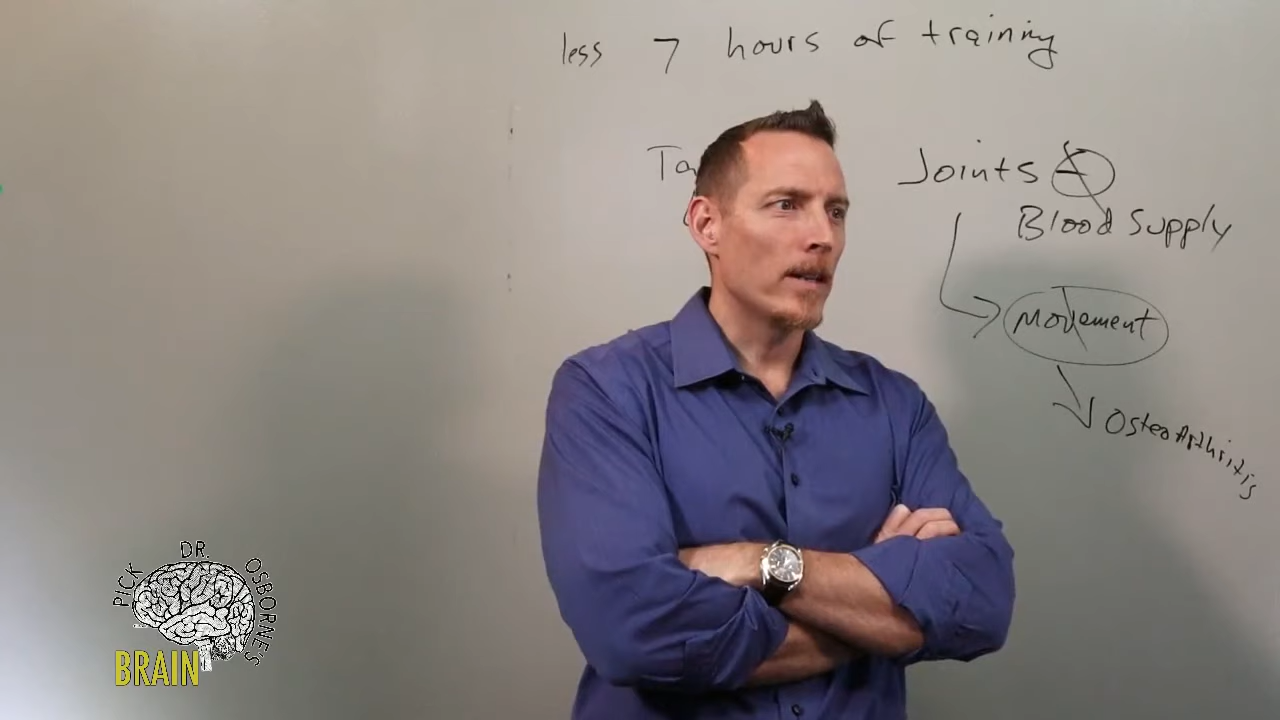 less 7 hours of training
Joints
Blood Supply
movement
OsteoArthritis
PICK DR. OSBORNE'S
BRAIN